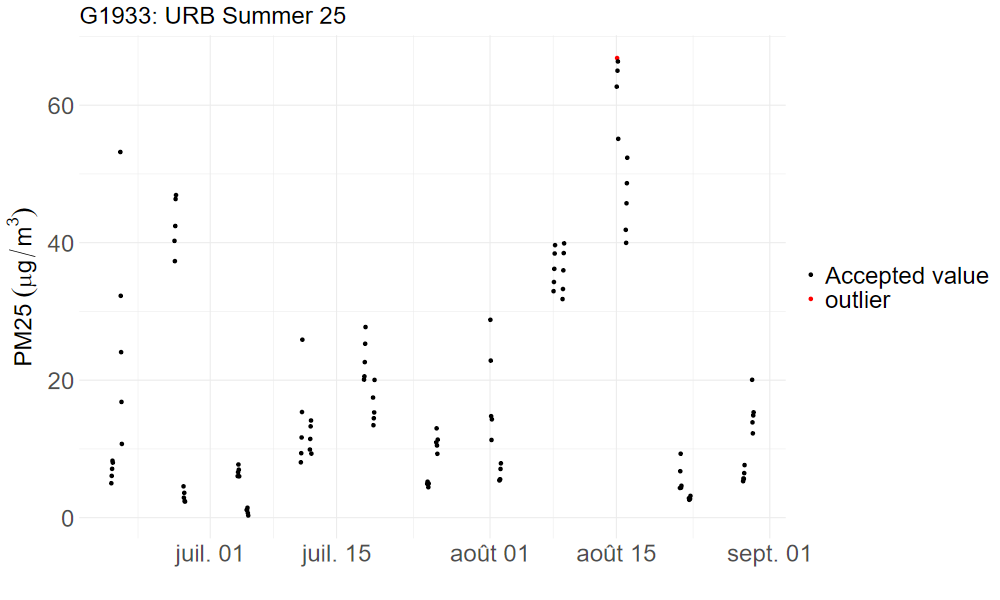 G1933: URB Summer 25
PM25 (μg/m³)
60
40
20
0
juil. 01
juil. 15
août 01
août 15
sept. 01
Accepted value
outlier